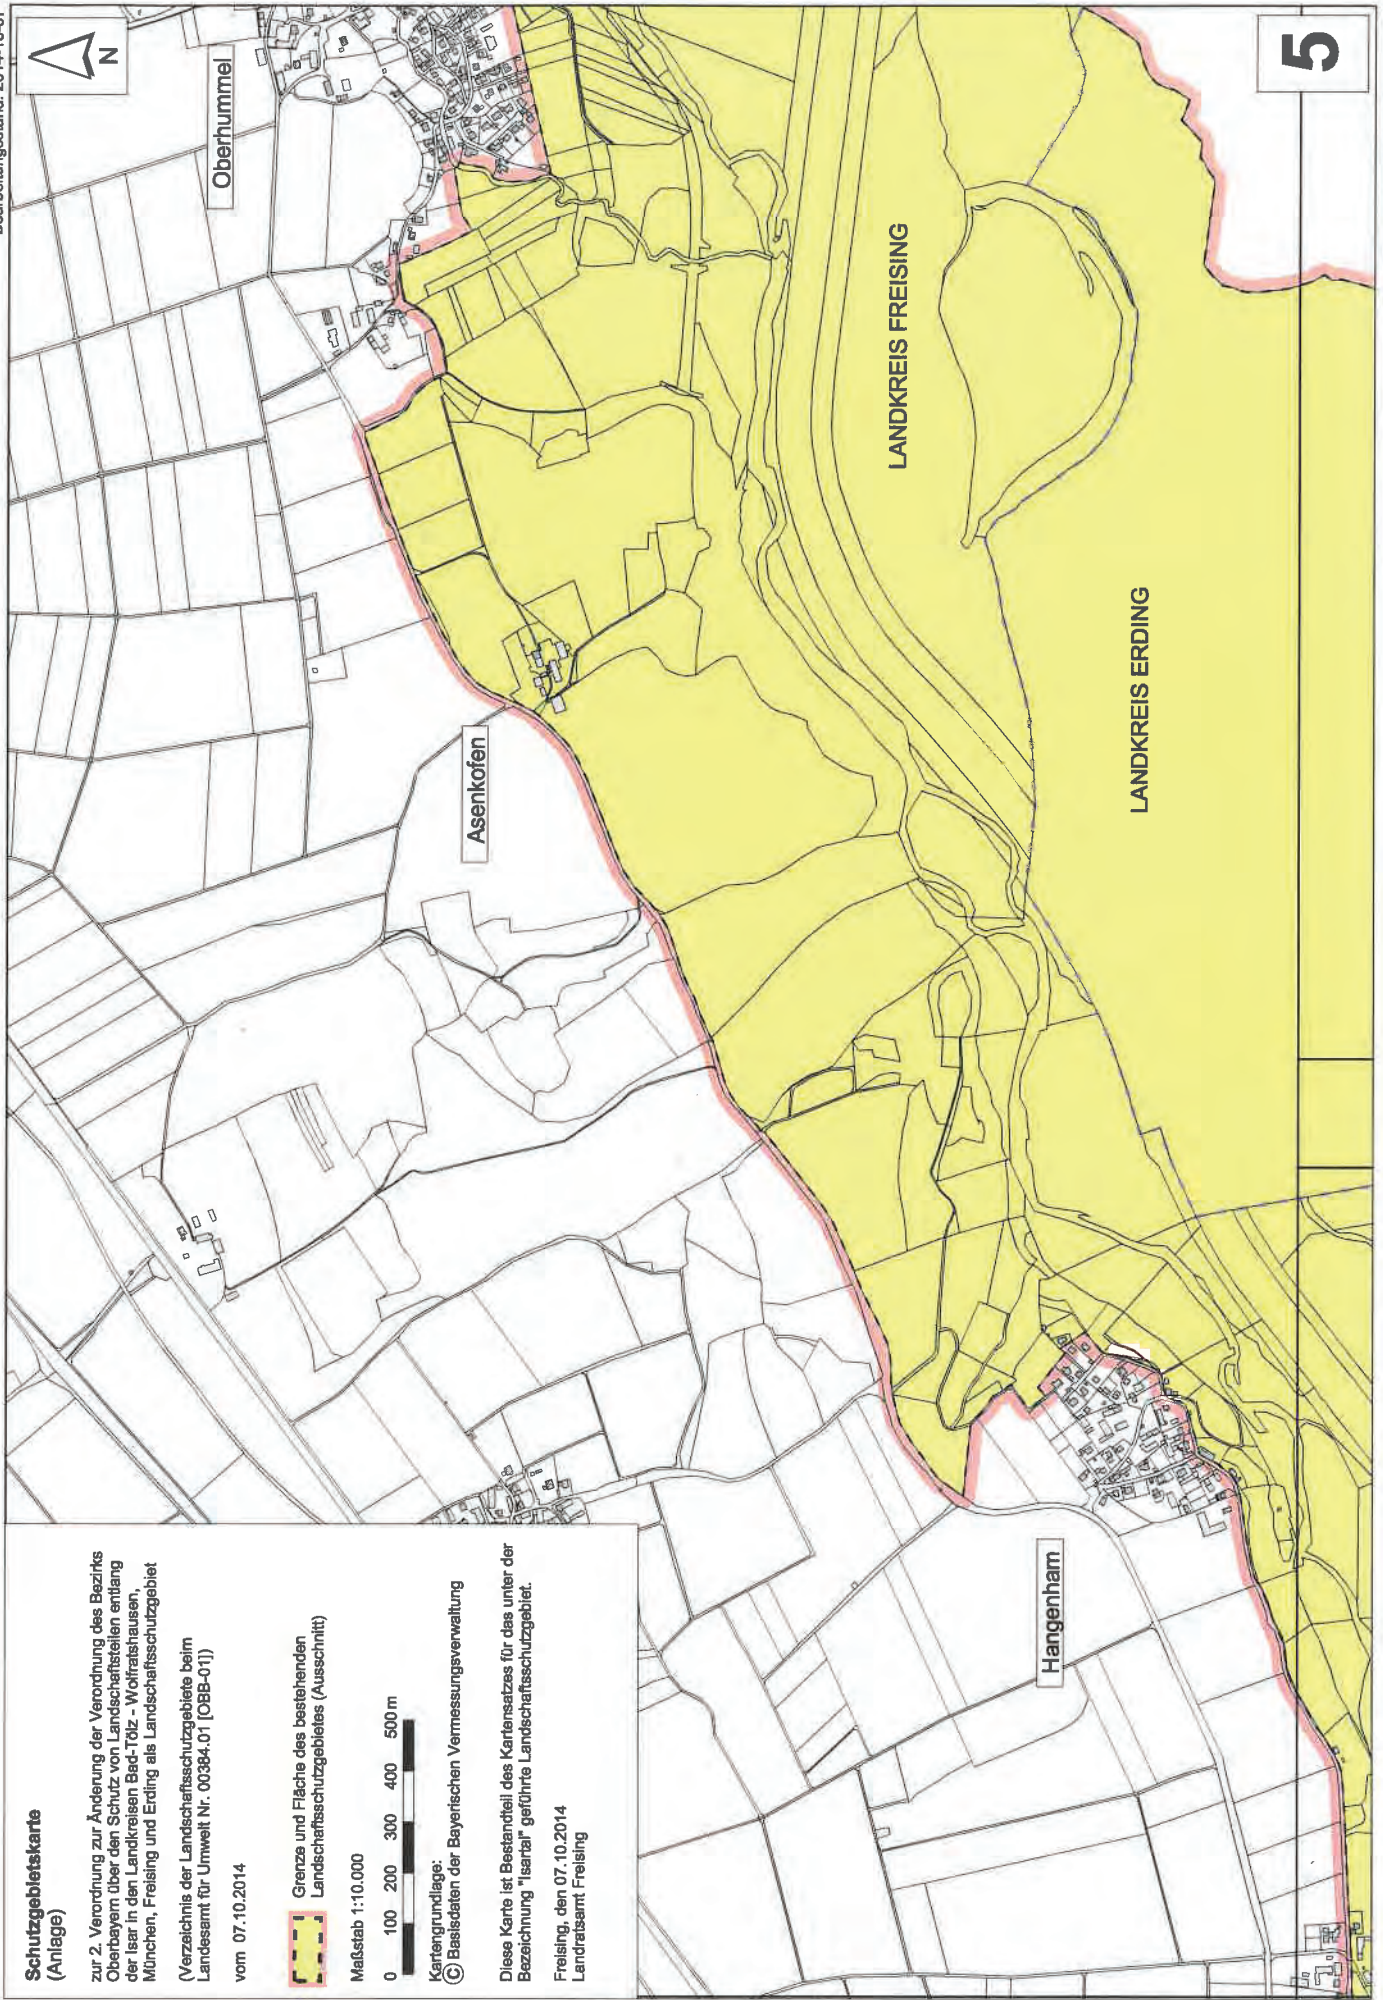 Schutzgebietskarte
(Anlage)
zur 2. Verordnung zur Änderung der Verordnung des Bezirks
Oberbayern über den Schutz von Landschaftsteilen entlang
der Isar in den Landkreisen Bad-Tölz - Wolfratshausen,
München, Freising und Erding als Landschaftsschutzgebiet
(Verzeichnis der Landschaftsschutzgebiete beim
Landesamt für Umwelt Nr. 00384.01 [OBB-01])
vom 07.10.2014
Grenze und Fläche des bestehenden
Landschaftsschutzgebietes (Ausschnitt)
Maßstab 1:10.000
0 100 200 300 400 500 m
Kartengrundlage:
© Basisdaten der Bayerischen Vermessungsverwaltung
Diese Karte ist Bestandteil des Kartensatzes für das unter der
Bezeichnung "Isartal" geführte Landschaftsschutzgebiet.
Freising, den 07.10.2014
Landratsamt Freising
Hangenham
Asenkofen
Oberhummel
N
LANDKREIS FREISING
LANDKREIS ERDING
5